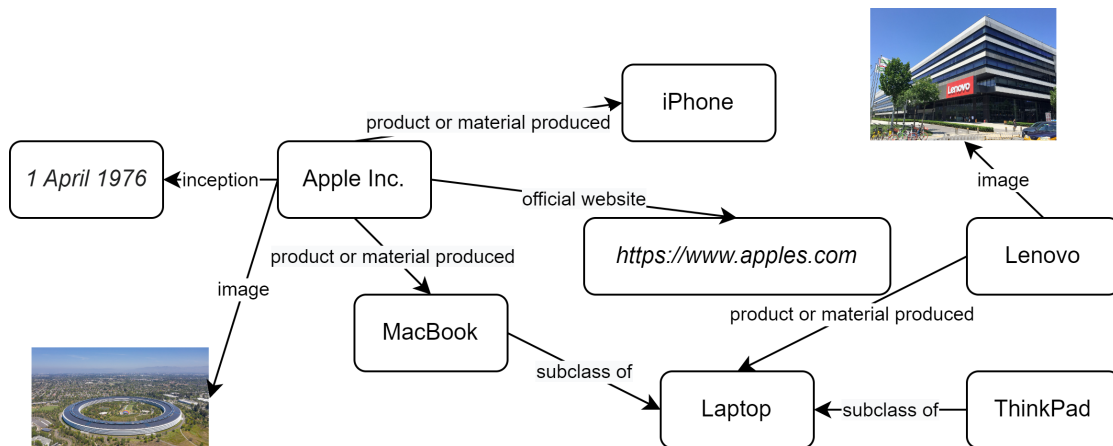 Lenovo
iPhone
product or material produced
1 April 1976
inception
Apple Inc.
image
official website
product or material produced
https://www.apples.com
Lenovo
image
product or material produced
MacBook
subclass of
Laptop
subclass of
ThinkPad